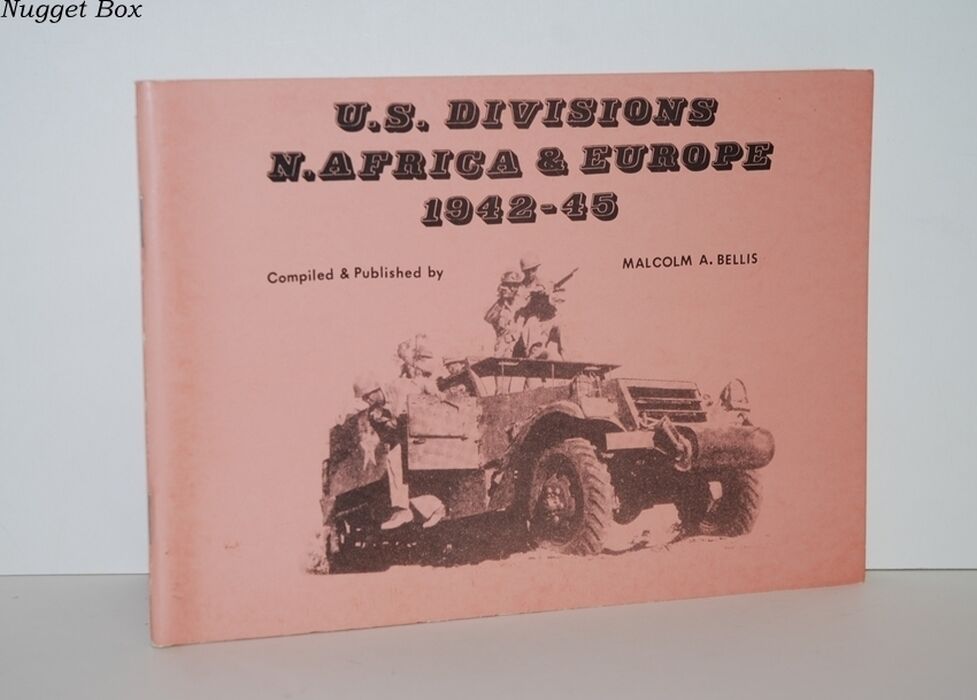 Nugget Box
U.S. DIVISIONS
N.AFRICA & EUROPE
1942-45
Compiled & Published by
MALCOLM A. BELLIS